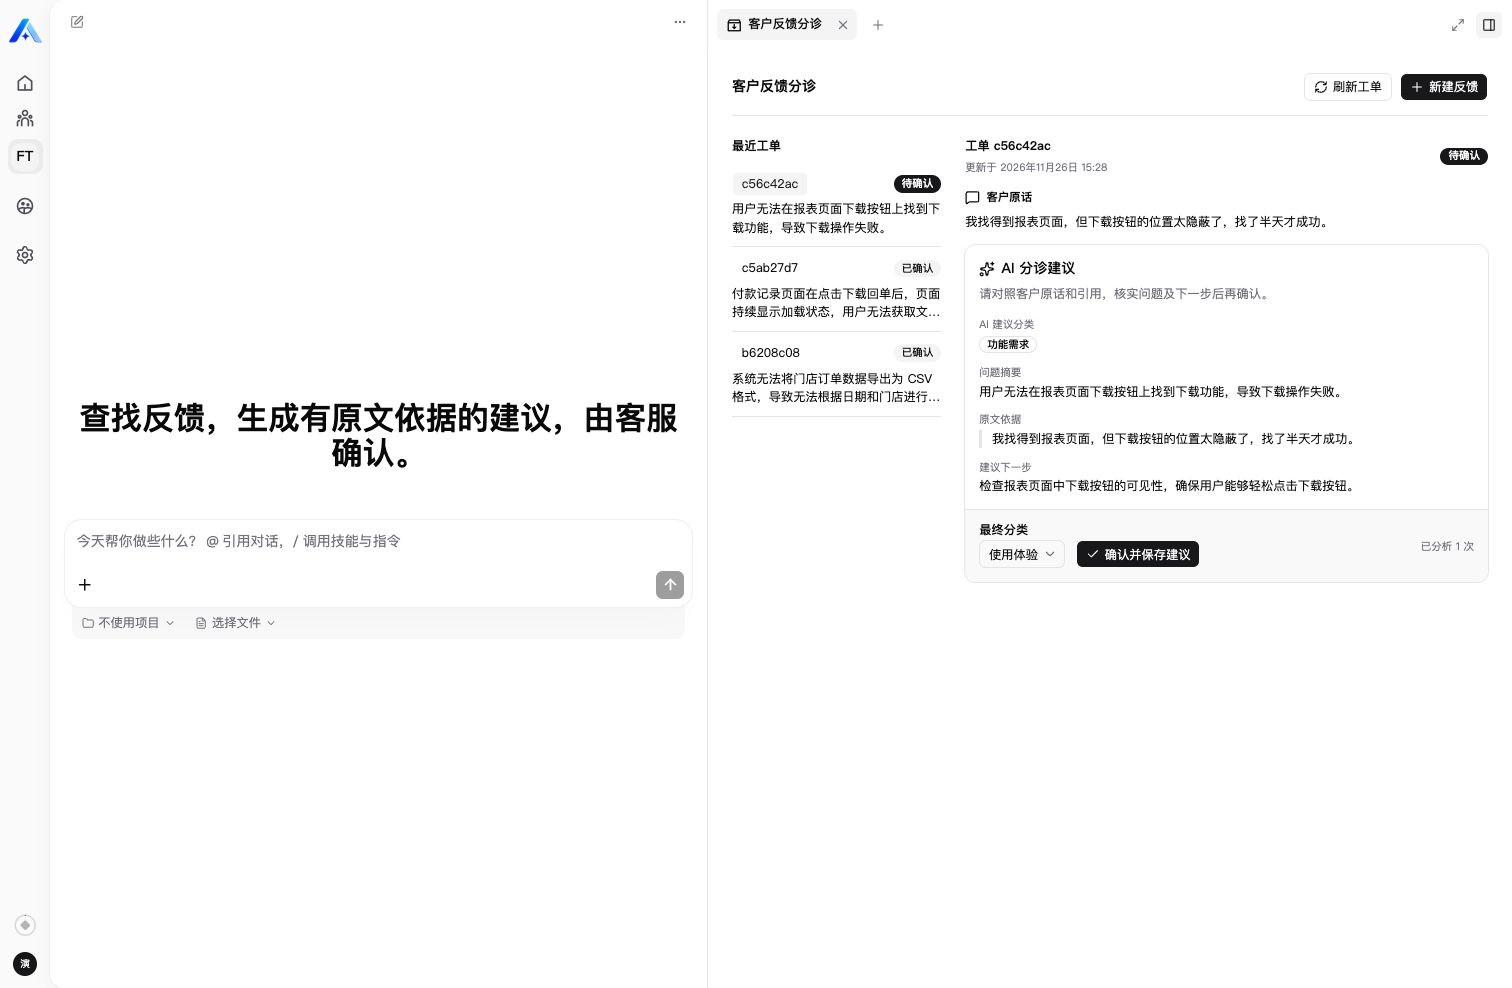 FT
演
查找反馈，生成有原文依据的建议，由客服
确认。
今天帮你做些什么？ @ 引用对话，/ 调用技能与指令
不使用项目
选择文件
客户反馈分诊
客户反馈分诊
刷新工单
新建反馈
最近工单
c56c42ac
待确认
用户无法在报表页面下载按钮上找到下
载功能，导致下载操作失败。
c5ab27d7
已确认
付款记录页面在点击下载回单后，页面
持续显示加载状态，用户无法获取文...
b6208c08
已确认
系统无法将门店订单数据导出为 CSV
格式，导致无法根据日期和门店进行...
工单 c56c42ac
待确认
更新于 2026年11月26日 15:28
客户原话
我找得到报表页面，但下载按钮的位置太隐蔽了，找了半天才成功。
AI 分诊建议
请对照客户原话和引用，核实问题及下一步后再确认。
AI 建议分类
功能需求
问题摘要
用户无法在报表页面下载按钮上找到下载功能，导致下载操作失败。
原文依据
我找得到报表页面，但下载按钮的位置太隐蔽了，找了半天才成功。
建议下一步
检查报表页面中下载按钮的可见性，确保用户能够轻松点击下载按钮。
最终分类
使用体验
确认并保存建议
已分析 1 次